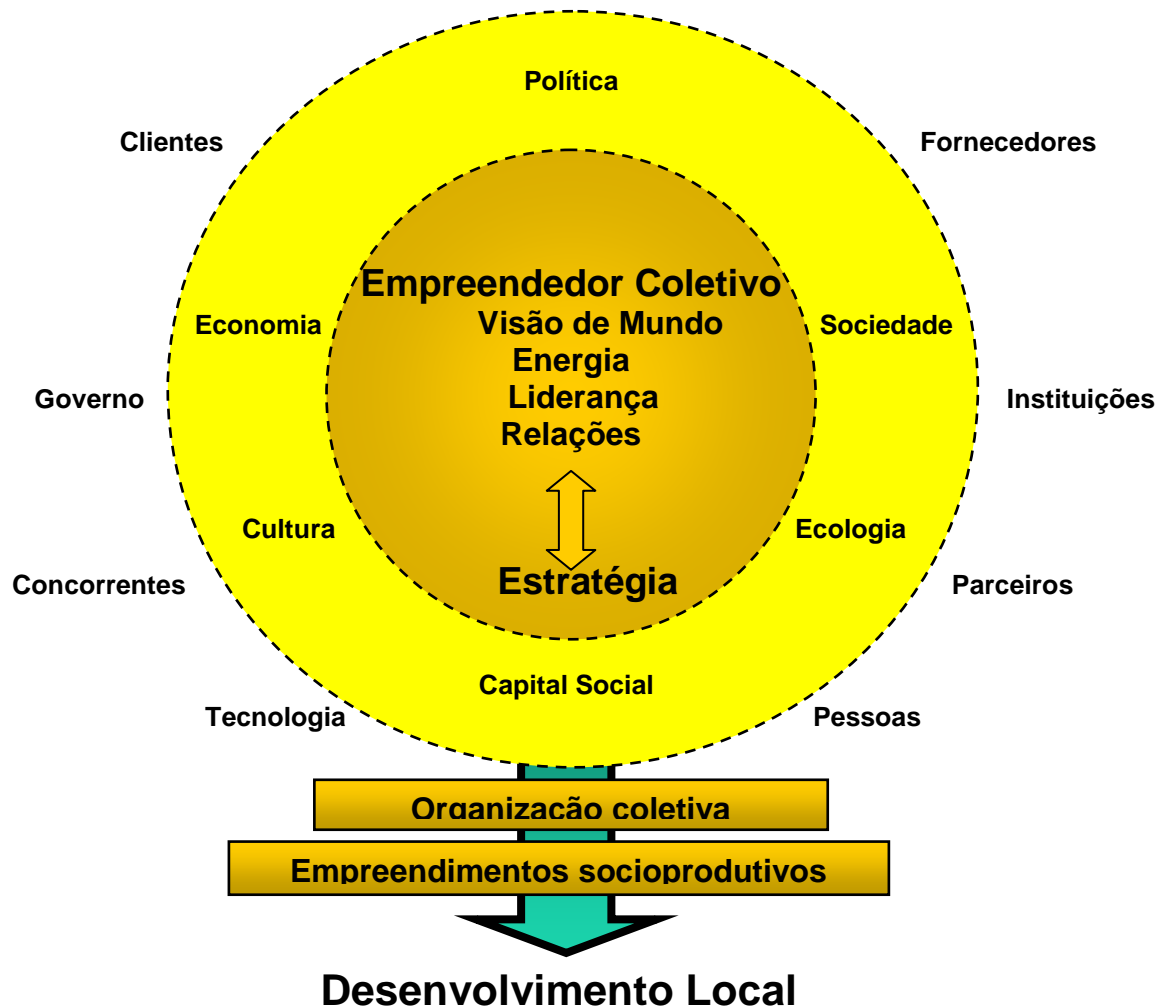 Política
Clientes
Fornecedores
Empreendedor Coletivo
Visão de Mundo
Economia
Sociedade
Energia
Liderança
Governo
Instituições
Relações
Cultura
Ecologia
Estratégia
Concorrentes
Parceiros
Capital Social
Tecnologia
Pessoas
Organização coletiva
Empreendimentos socioprodutivos
Desenvolvimento Local